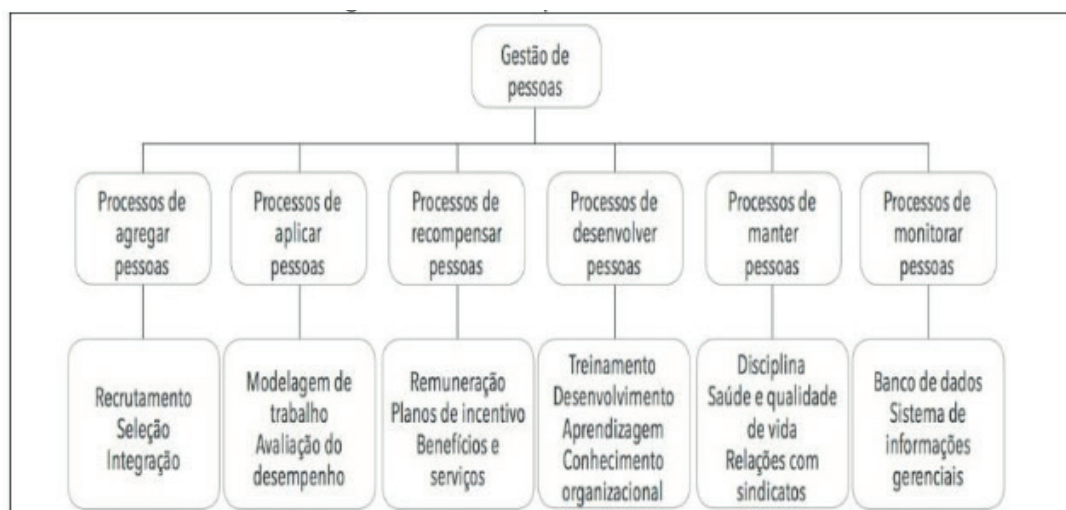 Gestão de
pessoas
Processos de
agregar
pessoas
Processos de
aplicar
pessoas
Processos de
recompensar
pessoas
Processos de
desenvolver
pessoas
Processos de
manter
pessoas
Processos de
monitorar
pessoas
Recrutamento
Seleção
Integração
Modelagem de
trabalho
Avaliação do
desempenho
Remuneração
Planos de incentivo
Benefícios e
serviços
Treinamento
Desenvolvimento
Aprendizagem
Conhecimento
organizacional
Disciplina
Saúde e qualidade
de vida
Relações com
sindicatos
Banco de dados
Sistema de
informações
gerenciais